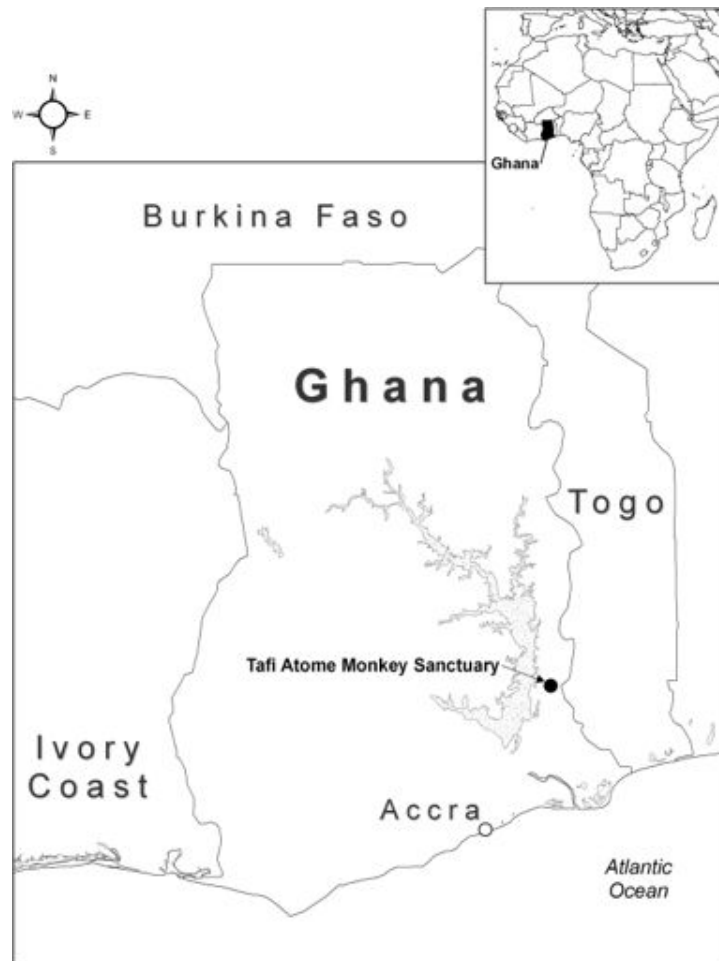 N
W E
S
Ghana
Burkina Faso
Ghana
Togo
Tafi Atome Monkey Sanctuary
Ivory
Coast
Accra
Atlantic
Ocean